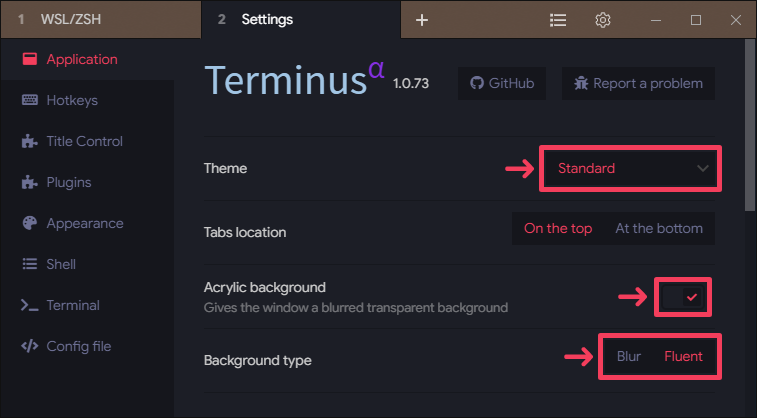 1 WSL/ZSH 2 Settings
Application
Hotkeys
Title Control
Plugins
Appearance
Shell
Terminal
Config file
Terminusα 1.0.73 GitHub Report a problem
Theme Standard
Tabs location On the top At the bottom
Acrylic background
Gives the window a blurred transparent background
Background type Blur Fluent